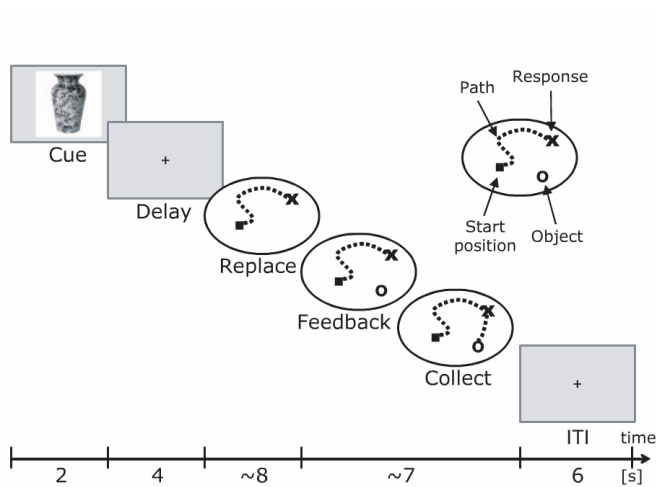 Cue
+
Delay
Replace
Feedback
Collect
+
ITI
Path
Response
Start
position
Object
X
O
X
X
O
X
O
time
2
4
~8
~7
6
[s]